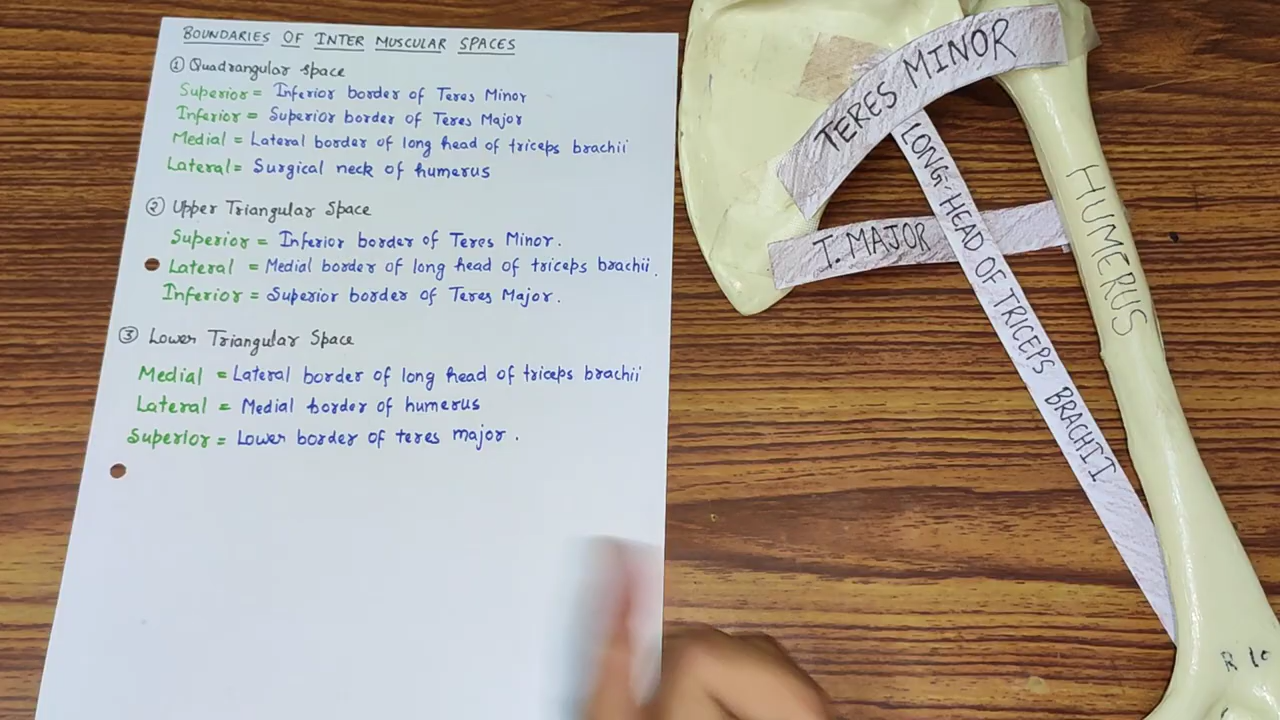 BOUNDARIES OF INTER MUSCULAR SPACES
① Quadrangular space
Superior = Inferior border of Teres Minor
Inferior = Superior border of Teres Major
Medial = Lateral border of long head of triceps brachii
Lateral = Surgical neck of humerus
② Upper Triangular Space
Superior = Inferior border of Teres Minor.
Lateral = Medial border of long head of triceps brachii.
Inferior = Superior border of Teres Major.
③ Lower Triangular Space
Medial = Lateral border of long head of triceps brachii
Lateral = Medial border of humerus
Superior = Lower border of teres major.
TERES MINOR
T. MAJOR
LONG-HEAD OF TRICEPS BRACHII
HUMERUS
R